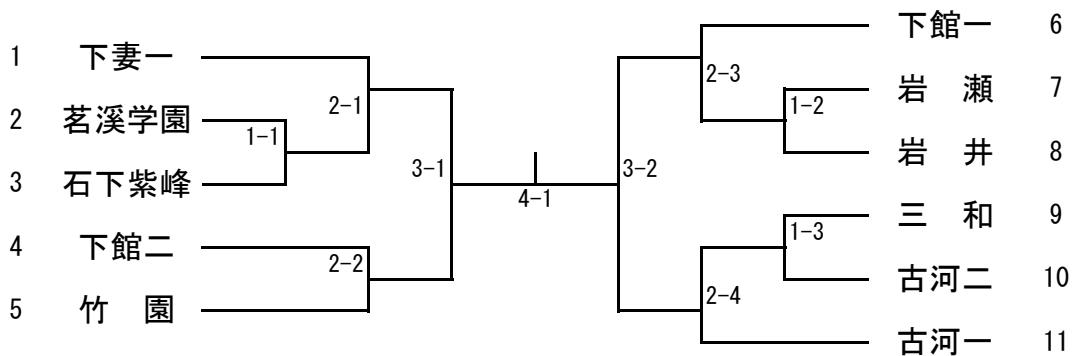 1 下妻一
2 茗溪学園
3 石下紫峰
4 下館二
5 竹 園
1-1
2-1
2-2
3-1
4-1
3-2
2-3
1-2
1-3
2-4
下館一 6
岩 瀬 7
岩 井 8
三 和 9
古河二 10
古河一 11